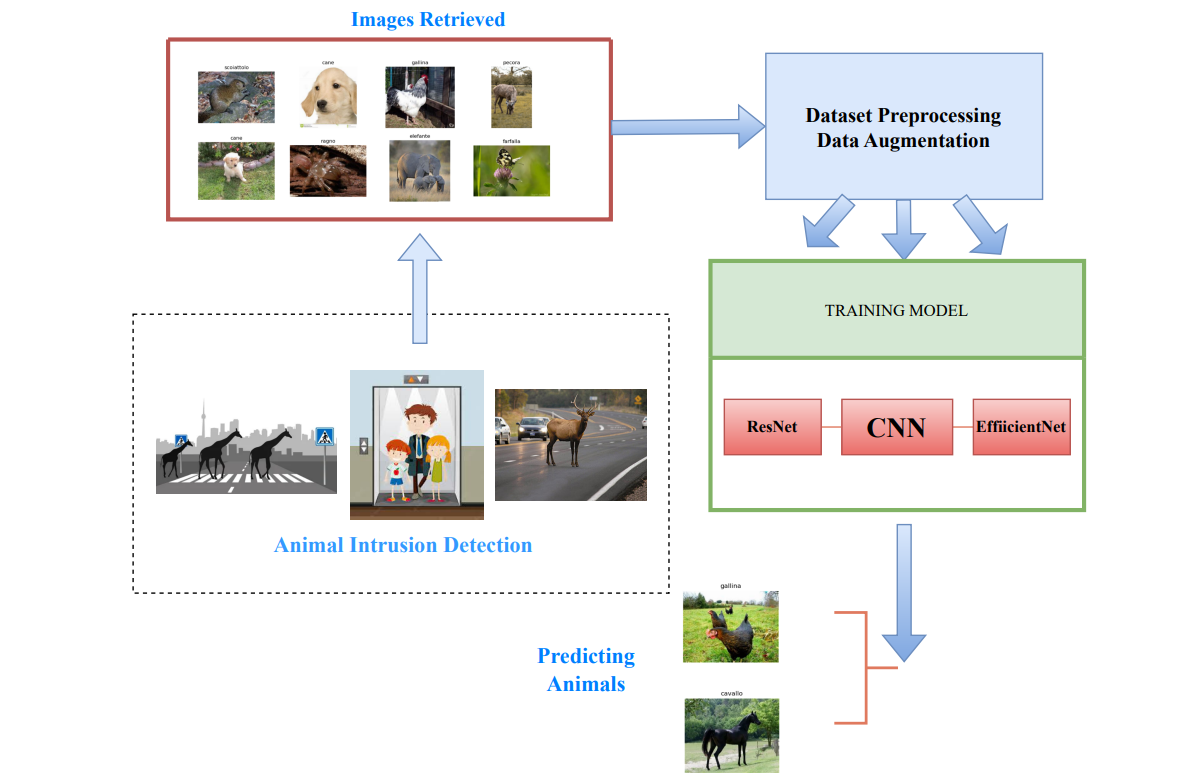 Images Retrieved
scoiattolo
cane
gallina
pecora
cane
ragno
elefante
farfalla
Dataset Preprocessing
Data Augmentation
TRAINING MODEL
ResNet
CNN
EffiicientNet
Animal Intrusion Detection
gallina
Predicting
Animals
cavallo